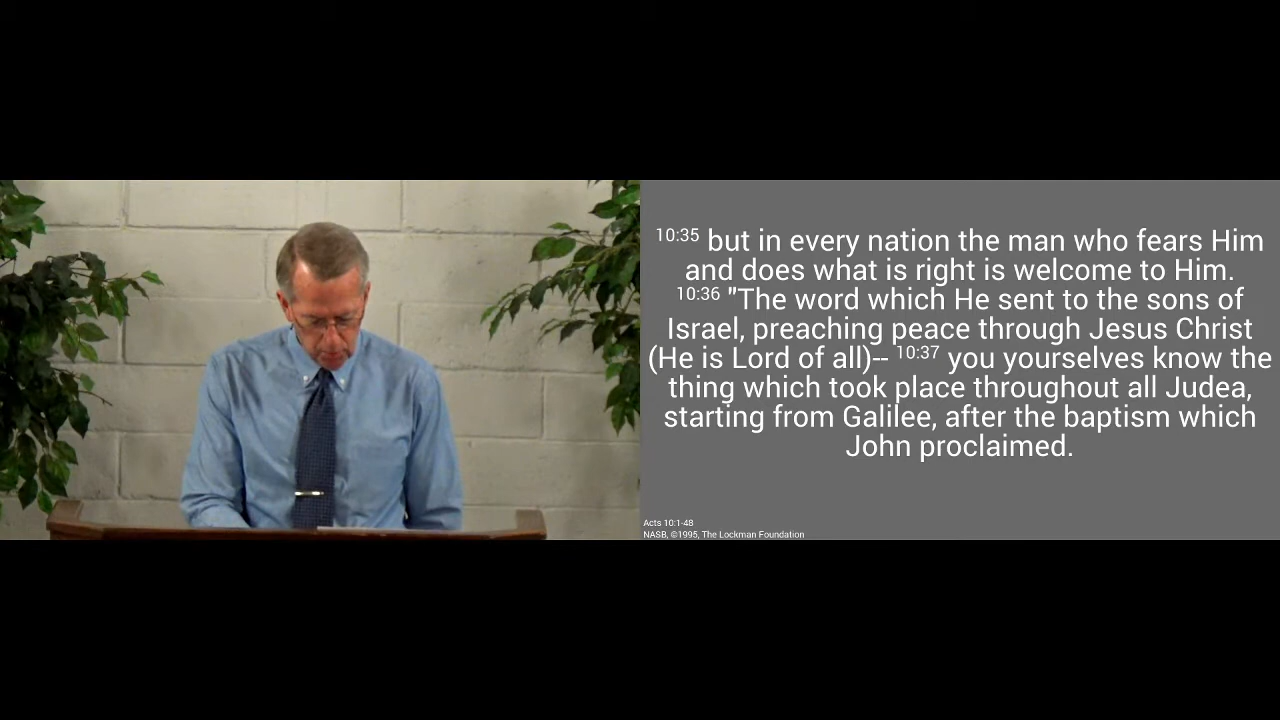 10:35 but in every nation the man who fears Him
and does what is right is welcome to Him.
10:36 "The word which He sent to the sons of
Israel, preaching peace through Jesus Christ
(He is Lord of all)-- 10:37 you yourselves know the
thing which took place throughout all Judea,
starting from Galilee, after the baptism which
John proclaimed.
Acts 10:1-48
NASB, ©1995, The Lockman Foundation